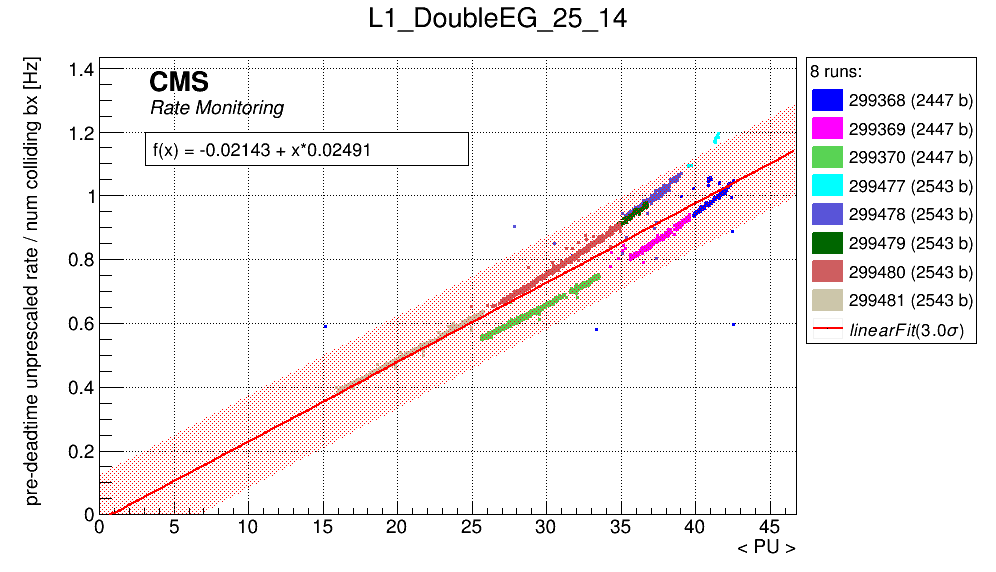 L1_DoubleEG_25_14
pre-deadtime unprescaled rate / num colliding bx [Hz]
CMS
Rate Monitoring
f(x) = -0.02143 + x*0.02491
1.4
1.2
1
0.8
0.6
0.4
0.2
0
0 5 10 15 20 25 30 35 40 45
< PU >
8 runs:
299368 (2447 b)
299369 (2447 b)
299370 (2447 b)
299477 (2543 b)
299478 (2543 b)
299479 (2543 b)
299480 (2543 b)
299481 (2543 b)
linearFit(3.0σ)